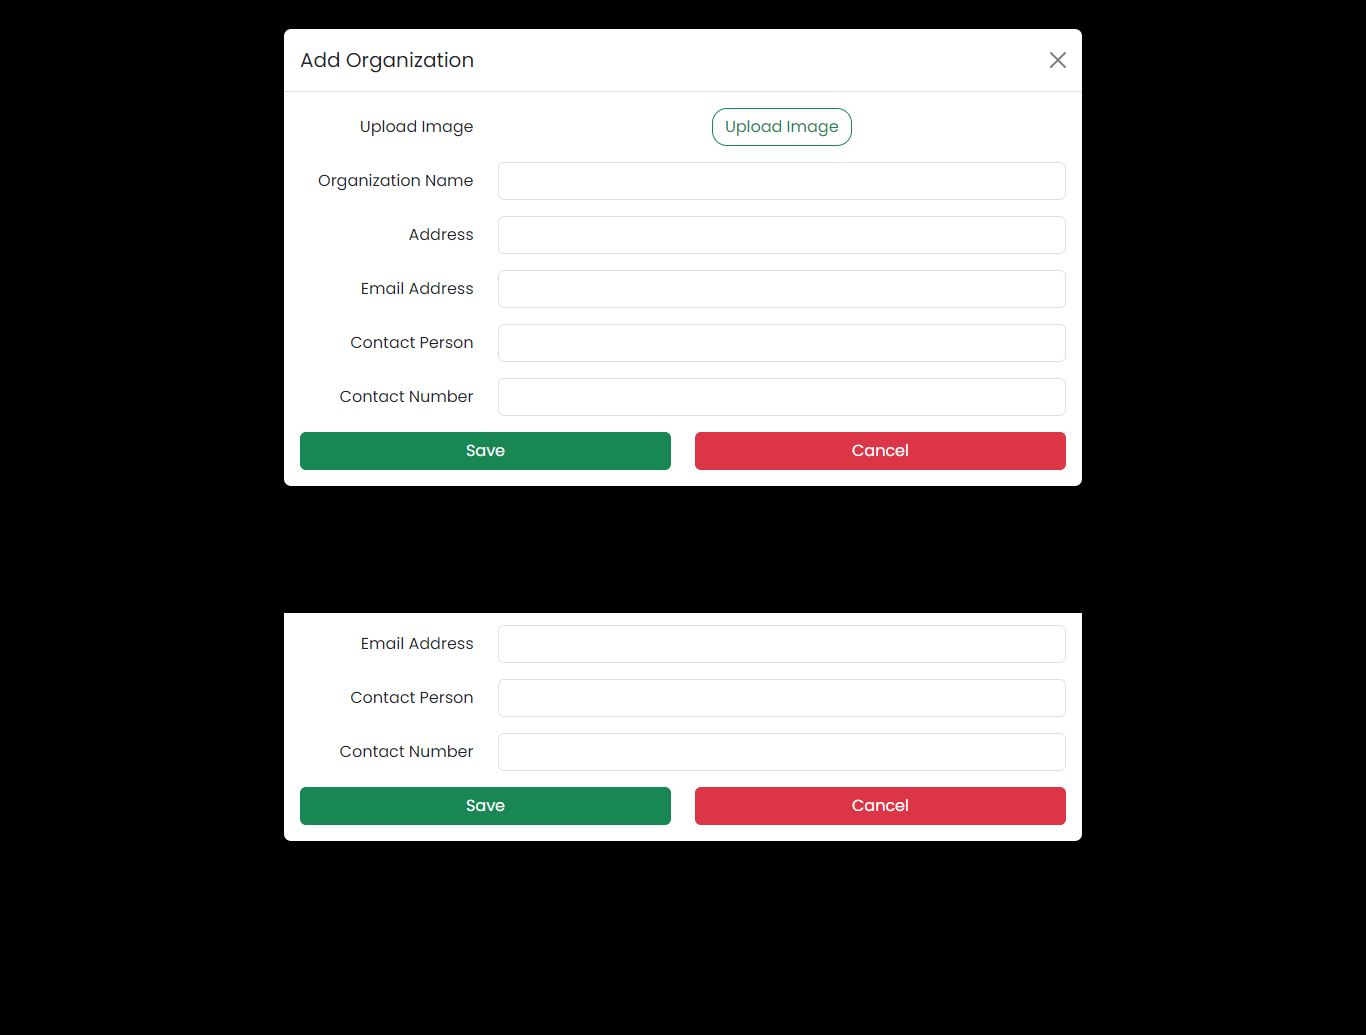 Add Organization
Upload Image Upload Image
Organization Name
Address
Email Address
Contact Person
Contact Number
Save Cancel
Email Address
Contact Person
Contact Number
Save Cancel